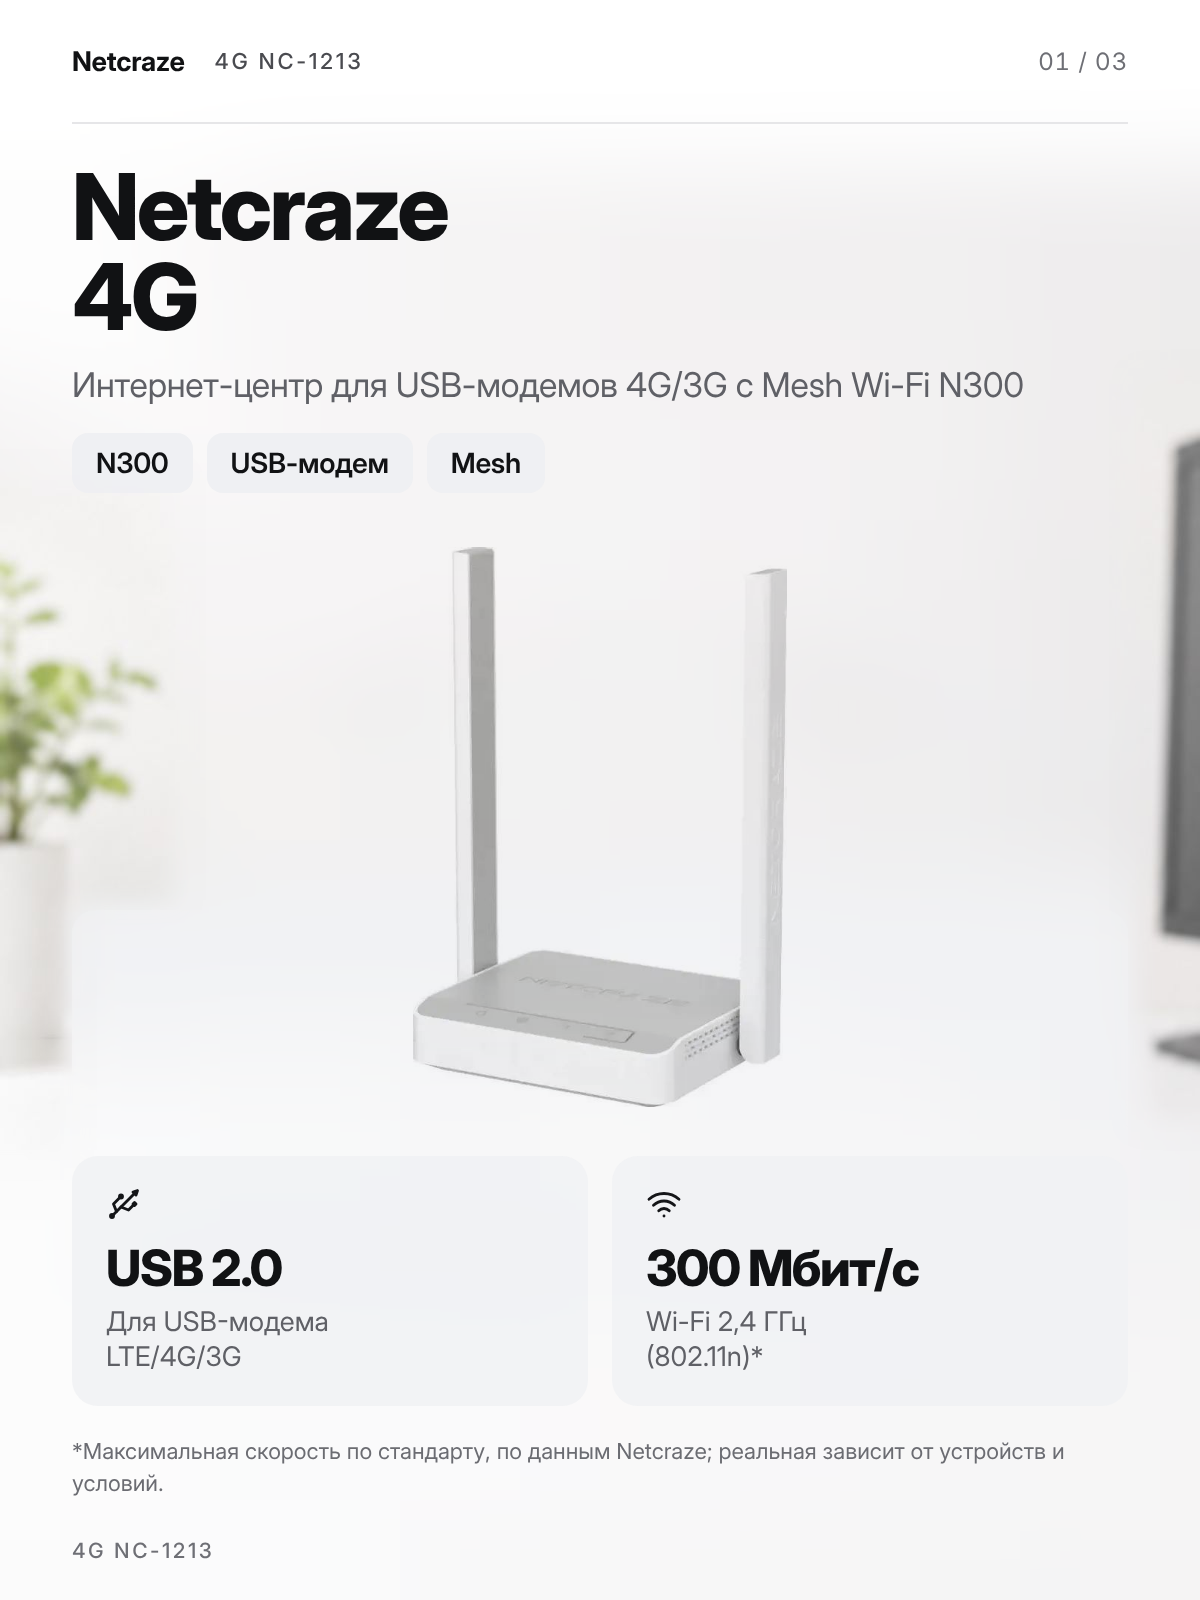 Netcraze 4G NC-1213 01 / 03
Netcraze
4G
Интернет-центр для USB-модемов 4G/3G с Mesh Wi-Fi N300
N300 USB-модем Mesh
NETCRAZE
USB 2.0
Для USB-модема
LTE/4G/3G
300 Мбит/с
Wi-Fi 2,4 ГГц
(802.11n)*
*Максимальная скорость по стандарту, по данным Netcraze; реальная зависит от устройств и
условий.
4G NC-1213